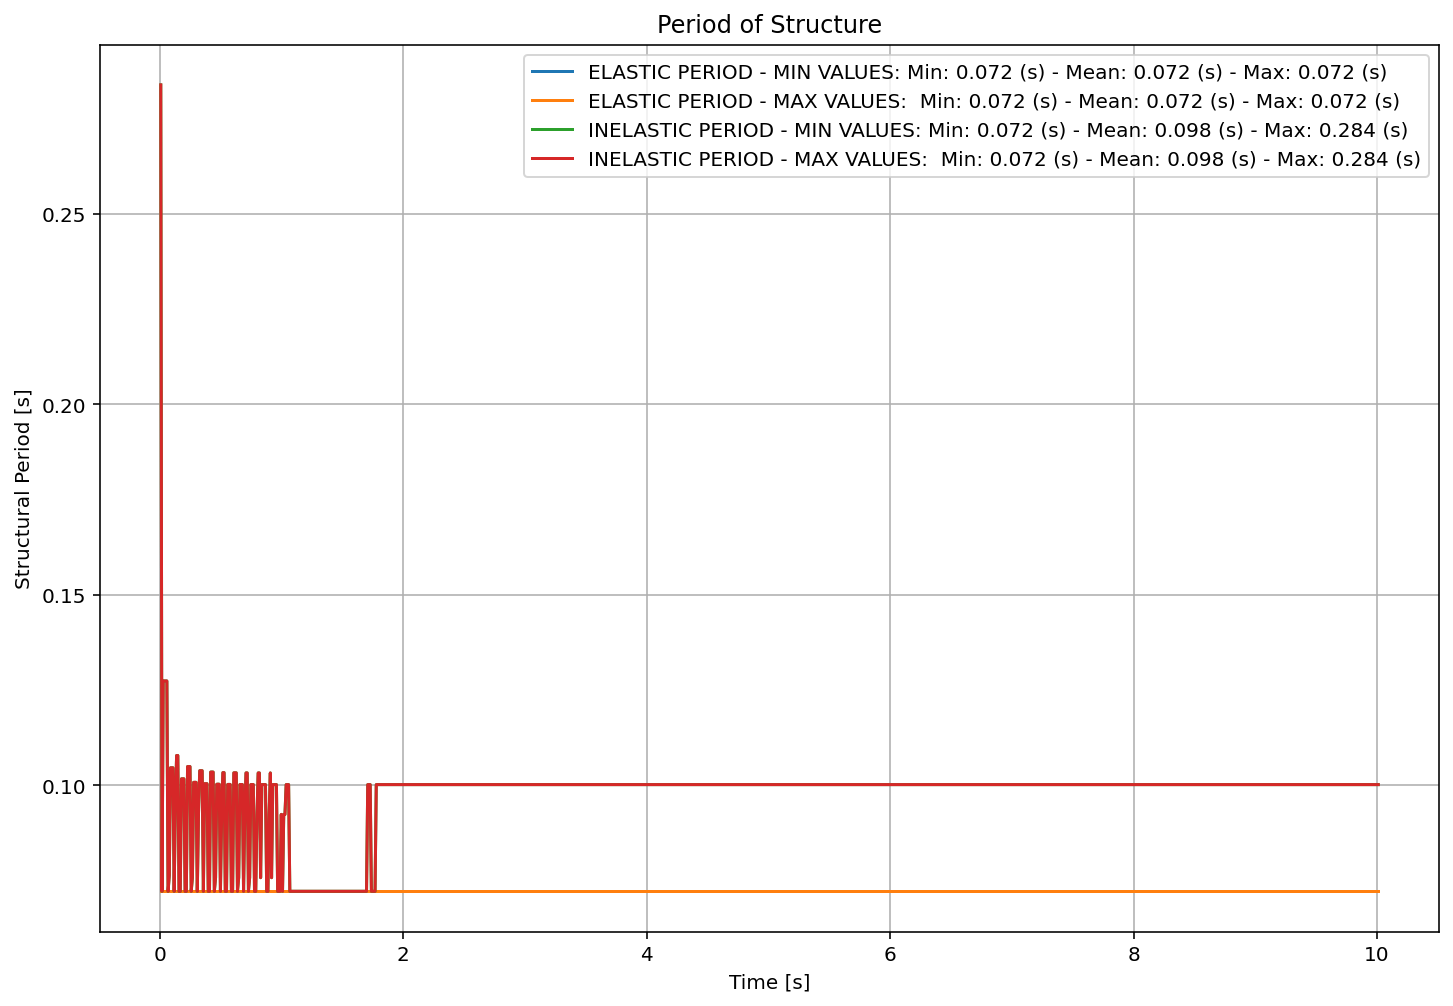 Period of Structure
ELASTIC PERIOD - MIN VALUES: Min: 0.072 (s) - Mean: 0.072 (s) - Max: 0.072 (s)
ELASTIC PERIOD - MAX VALUES:  Min: 0.072 (s) - Mean: 0.072 (s) - Max: 0.072 (s)
INELASTIC PERIOD - MIN VALUES: Min: 0.072 (s) - Mean: 0.098 (s) - Max: 0.284 (s)
INELASTIC PERIOD - MAX VALUES:  Min: 0.072 (s) - Mean: 0.098 (s) - Max: 0.284 (s)
Structural Period [s]
0.25
0.20
0.15
0.10
0 2 4 6 8 10
Time [s]